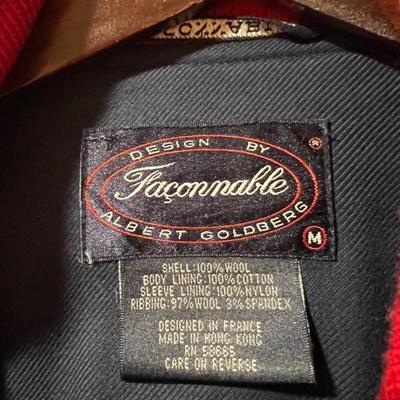 DESIGN BY
Façonnable
ALBERT GOLDBERG
®
M
SHELL:100% WOOL
BODY LINING:100%COTTON
SLEEVE LINING:100%NYLON
RIBBING:97%WOOL 3%SPANDEX
DESIGNED IN FRANCE
MADE IN HONG KONG
RN 58665
CARE ON REVERSE